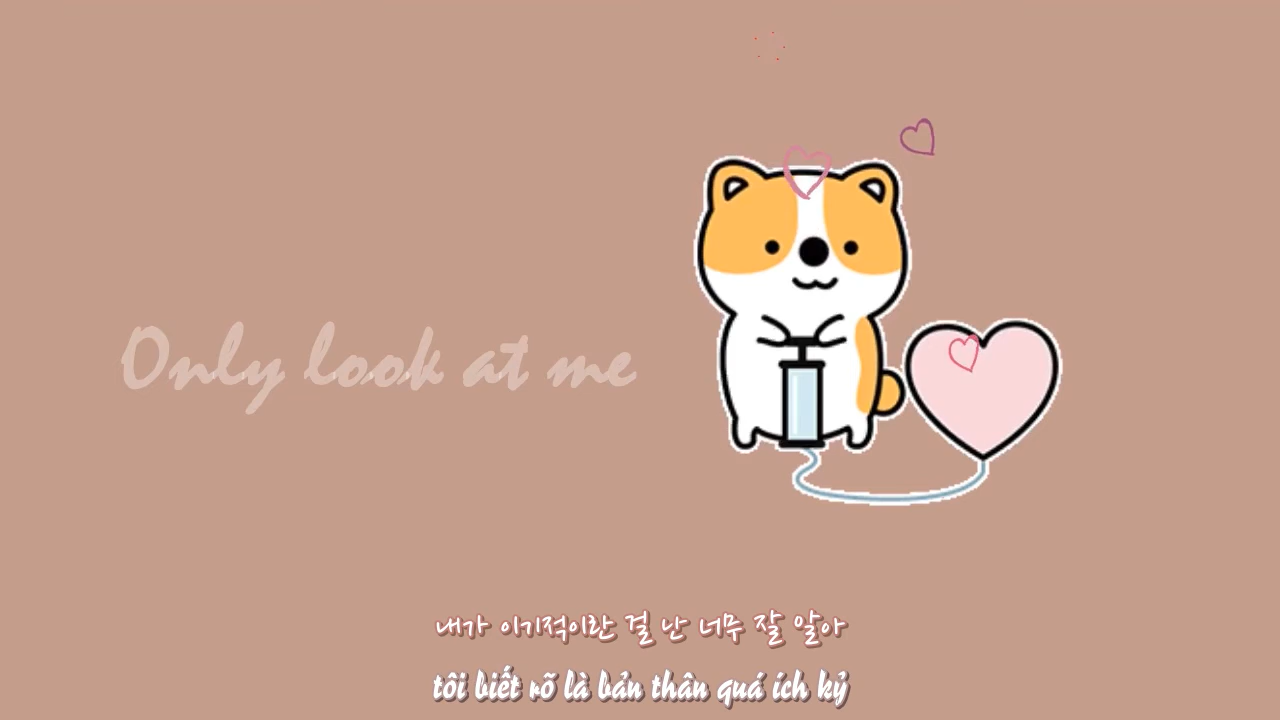 Only look at me
내가 이기적이란 걸 난 너무 잘 알아
tôi biết rõ là bản thân quá ích kỷ